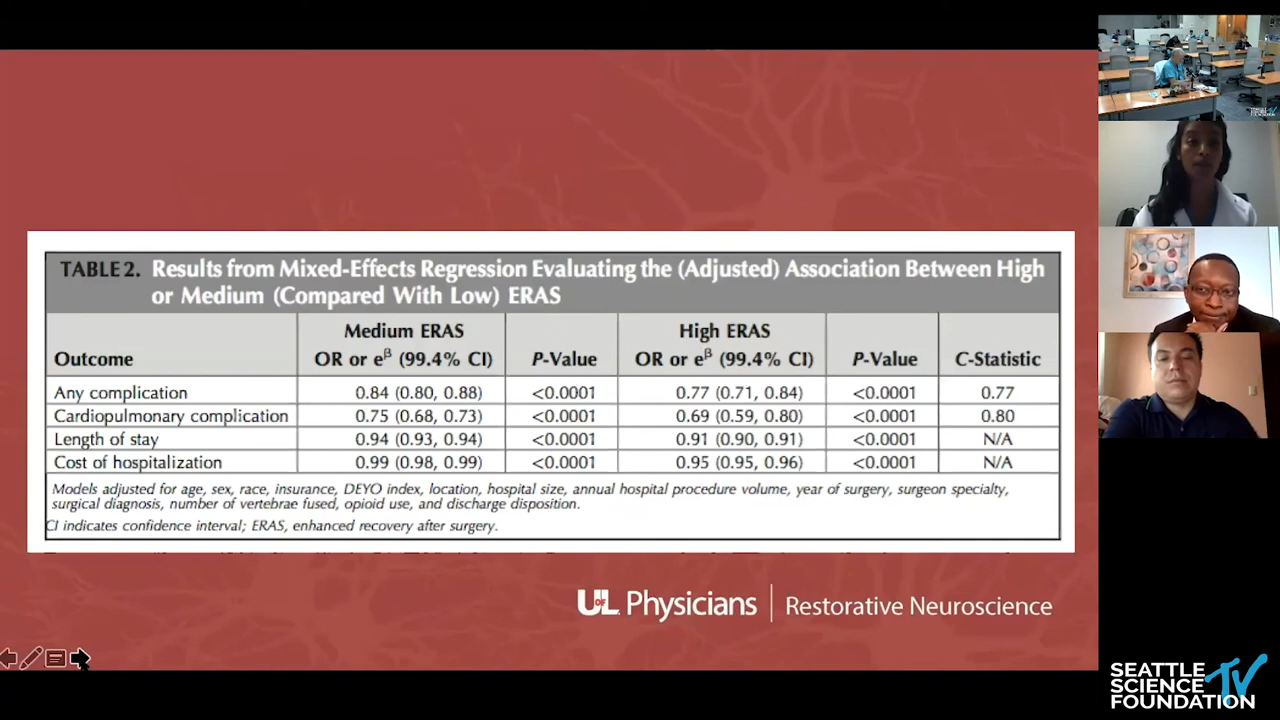 TABLE 2. Results from Mixed-Effects Regression Evaluating the (Adjusted) Association Between High
or Medium (Compared With Low) ERAS
Medium ERAS High ERAS
Outcome OR or e^β (99.4% CI) P-Value OR or e^β (99.4% CI) P-Value C-Statistic
Any complication 0.84 (0.80, 0.88) <0.0001 0.77 (0.71, 0.84) <0.0001 0.77
Cardiopulmonary complication 0.75 (0.68, 0.73) <0.0001 0.69 (0.59, 0.80) <0.0001 0.80
Length of stay 0.94 (0.93, 0.94) <0.0001 0.91 (0.90, 0.91) <0.0001 N/A
Cost of hospitalization 0.99 (0.98, 0.99) <0.0001 0.95 (0.95, 0.96) <0.0001 N/A
Models adjusted for age, sex, race, insurance, DEYO index, location, hospital size, annual hospital procedure volume, year of surgery, surgeon specialty,
surgical diagnosis, number of vertebrae fused, opioid use, and discharge disposition.
CI indicates confidence interval; ERAS, enhanced recovery after surgery.
UofL Physicians | Restorative Neuroscience
SEATTLE
SCIENCE TV
FOUNDATION